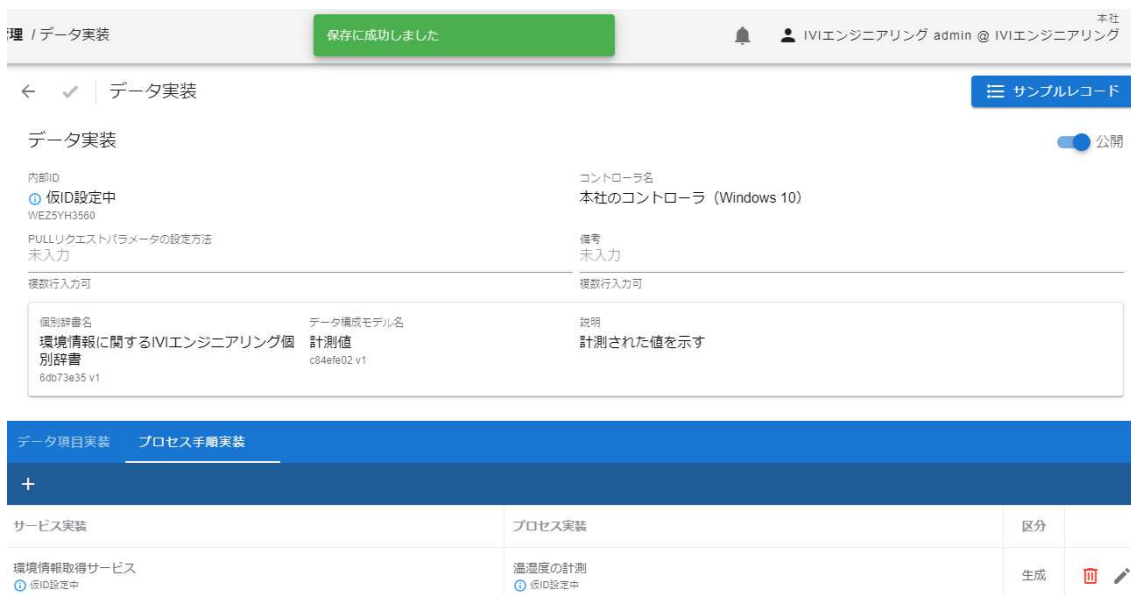 理 / データ実装
保存に成功しました
本社
IVIエンジニアリング admin @ IVIエンジニアリング
データ実装
サンプルレコード
データ実装
公開
内部ID
仮ID設定中
WEZ5YH3560
コントローラ名
本社のコントローラ（Windows 10）
PULLリクエストパラメータの設定方法
未入力
複数行入力可
備考
未入力
複数行入力可
個別辞書名
環境情報に関するIVIエンジニアリング個
別辞書
6db73e35 v1
データ構成モデル名
計測値
c84efe02 v1
説明
計測された値を示す
データ項目実装 プロセス手順実装
+
サービス実装 プロセス実装 区分
環境情報取得サービス
仮ID設定中
温湿度の計測
仮ID設定中
生成